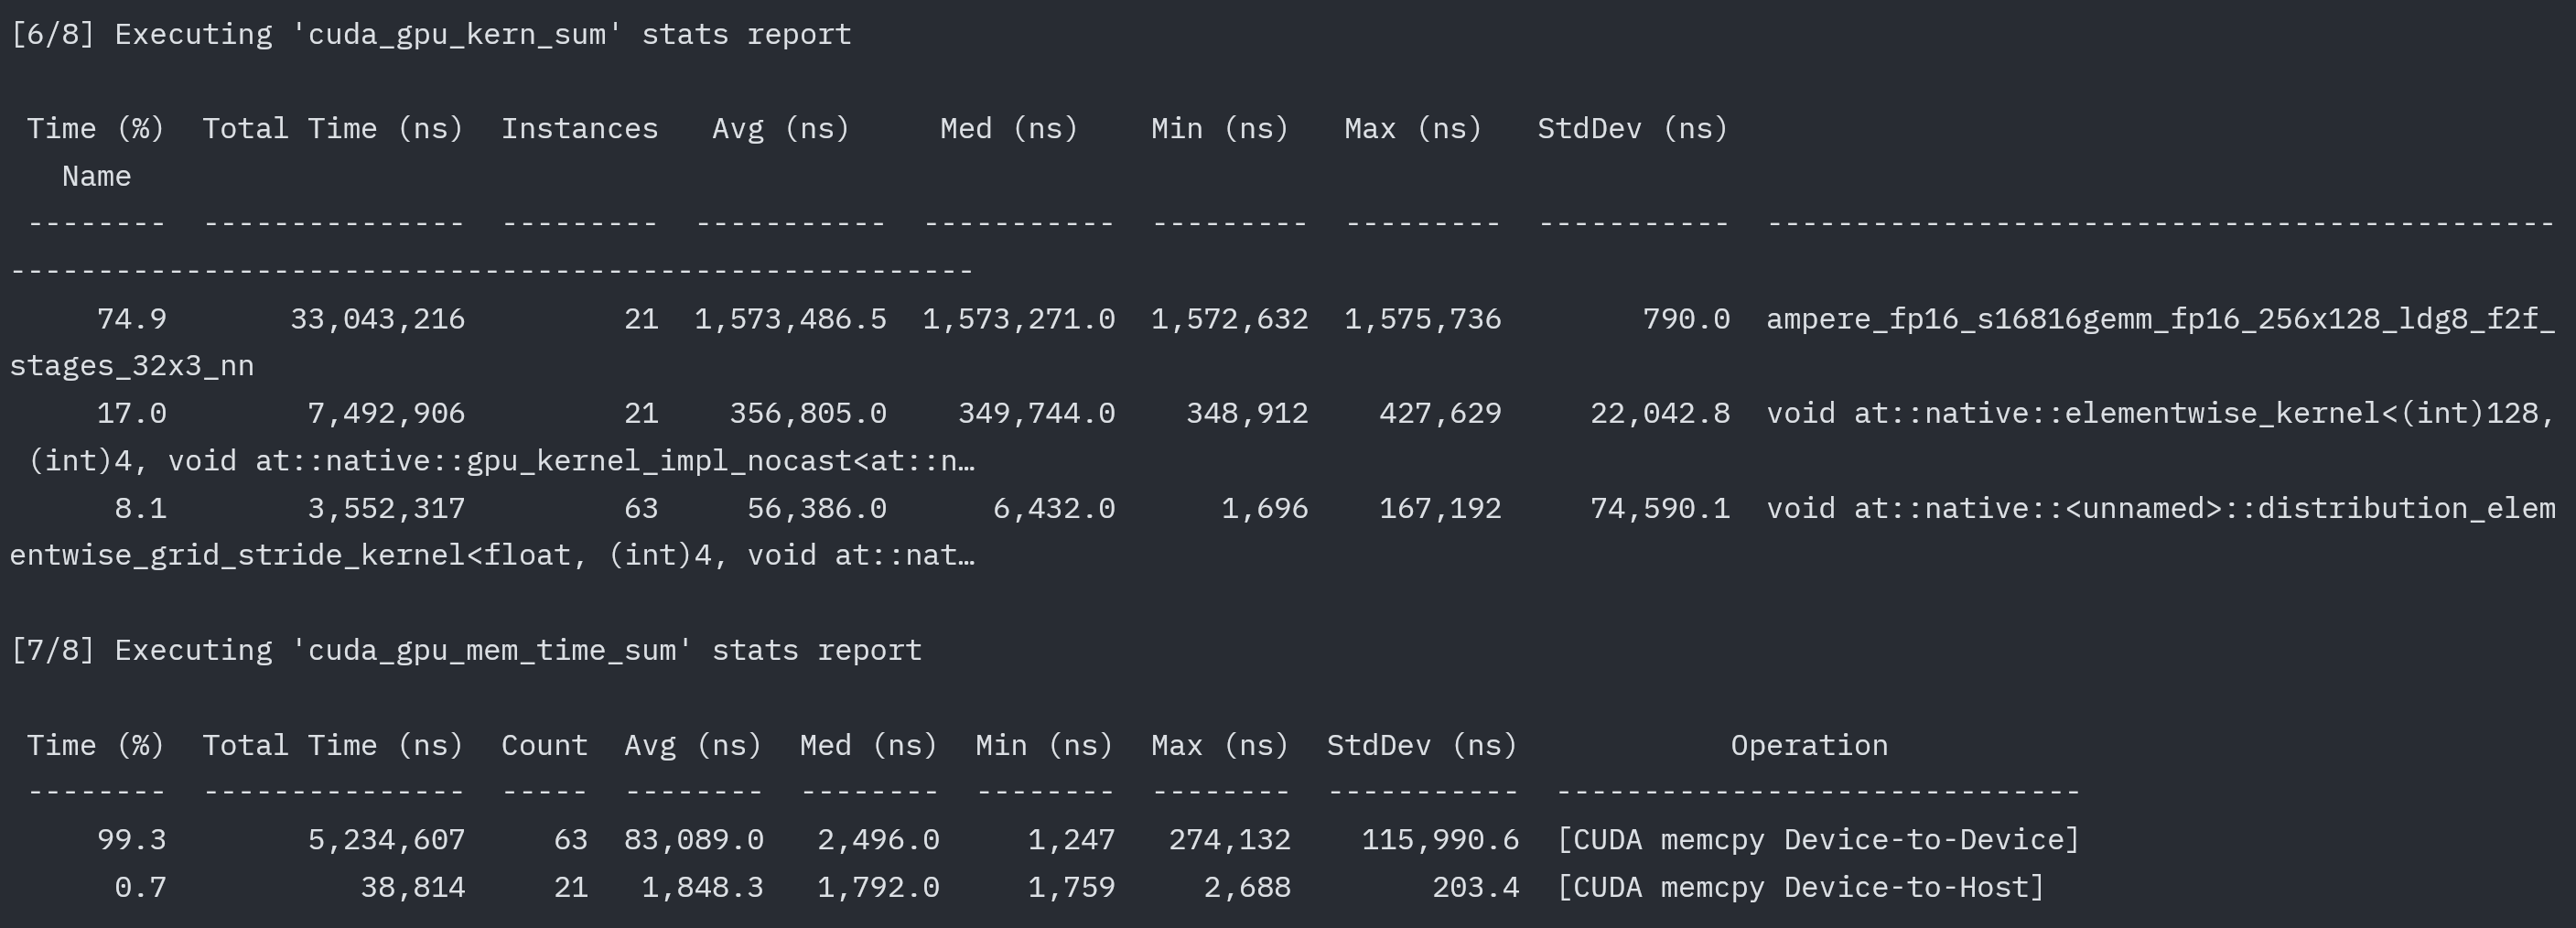 [6/8] Executing 'cuda_gpu_kern_sum' stats report
Time (%)  Total Time (ns)  Instances   Avg (ns)     Med (ns)    Min (ns)   Max (ns)   StdDev (ns)
Name
--------  ---------------  ---------  -----------  -----------  ---------  ---------  -----------  ---------------------------------------------
-------------------------------------------------------
74.9       33,043,216         21  1,573,486.5  1,573,271.0  1,572,632  1,575,736        790.0  ampere_fp16_s16816gemm_fp16_256x128_ldg8_f2f_
stages_32x3_nn
17.0        7,492,906         21    356,805.0    349,744.0    348,912    427,629     22,042.8  void at::native::elementwise_kernel<(int)128,
(int)4, void at::native::gpu_kernel_impl_nocast<at::n…
8.1        3,552,317         63     56,386.0      6,432.0      1,696    167,192     74,590.1  void at::native::<unnamed>::distribution_elem
entwise_grid_stride_kernel<float, (int)4, void at::nat…
[7/8] Executing 'cuda_gpu_mem_time_sum' stats report
Time (%)  Total Time (ns)  Count  Avg (ns)  Med (ns)  Min (ns)  Max (ns)  StdDev (ns)            Operation
--------  ---------------  -----  --------  --------  --------  --------  -----------  ------------------------------
99.3        5,234,607     63  83,089.0   2,496.0     1,247   274,132    115,990.6  [CUDA memcpy Device-to-Device]
0.7           38,814     21   1,848.3   1,792.0     1,759     2,688        203.4  [CUDA memcpy Device-to-Host]